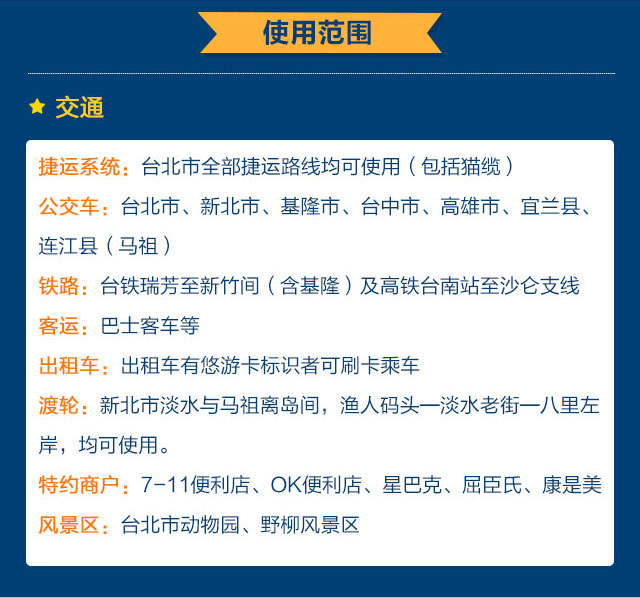 使用范围
交通
捷运系统：台北市全部捷运路线均可使用（包括猫缆）
公交车：台北市、新北市、基隆市、台中市、高雄市、宜兰县、
连江县（马祖）
铁路：台铁瑞芳至新竹间（含基隆）及高铁台南站至沙仑支线
客运：巴士客车等
出租车：出租车有悠游卡标识者可刷卡乘车
渡轮：新北市淡水与马祖离岛间，渔人码头—淡水老街—八里左
岸，均可使用。
特约商户：7-11便利店、OK便利店、星巴克、屈臣氏、康是美
风景区：台北市动物园、野柳风景区